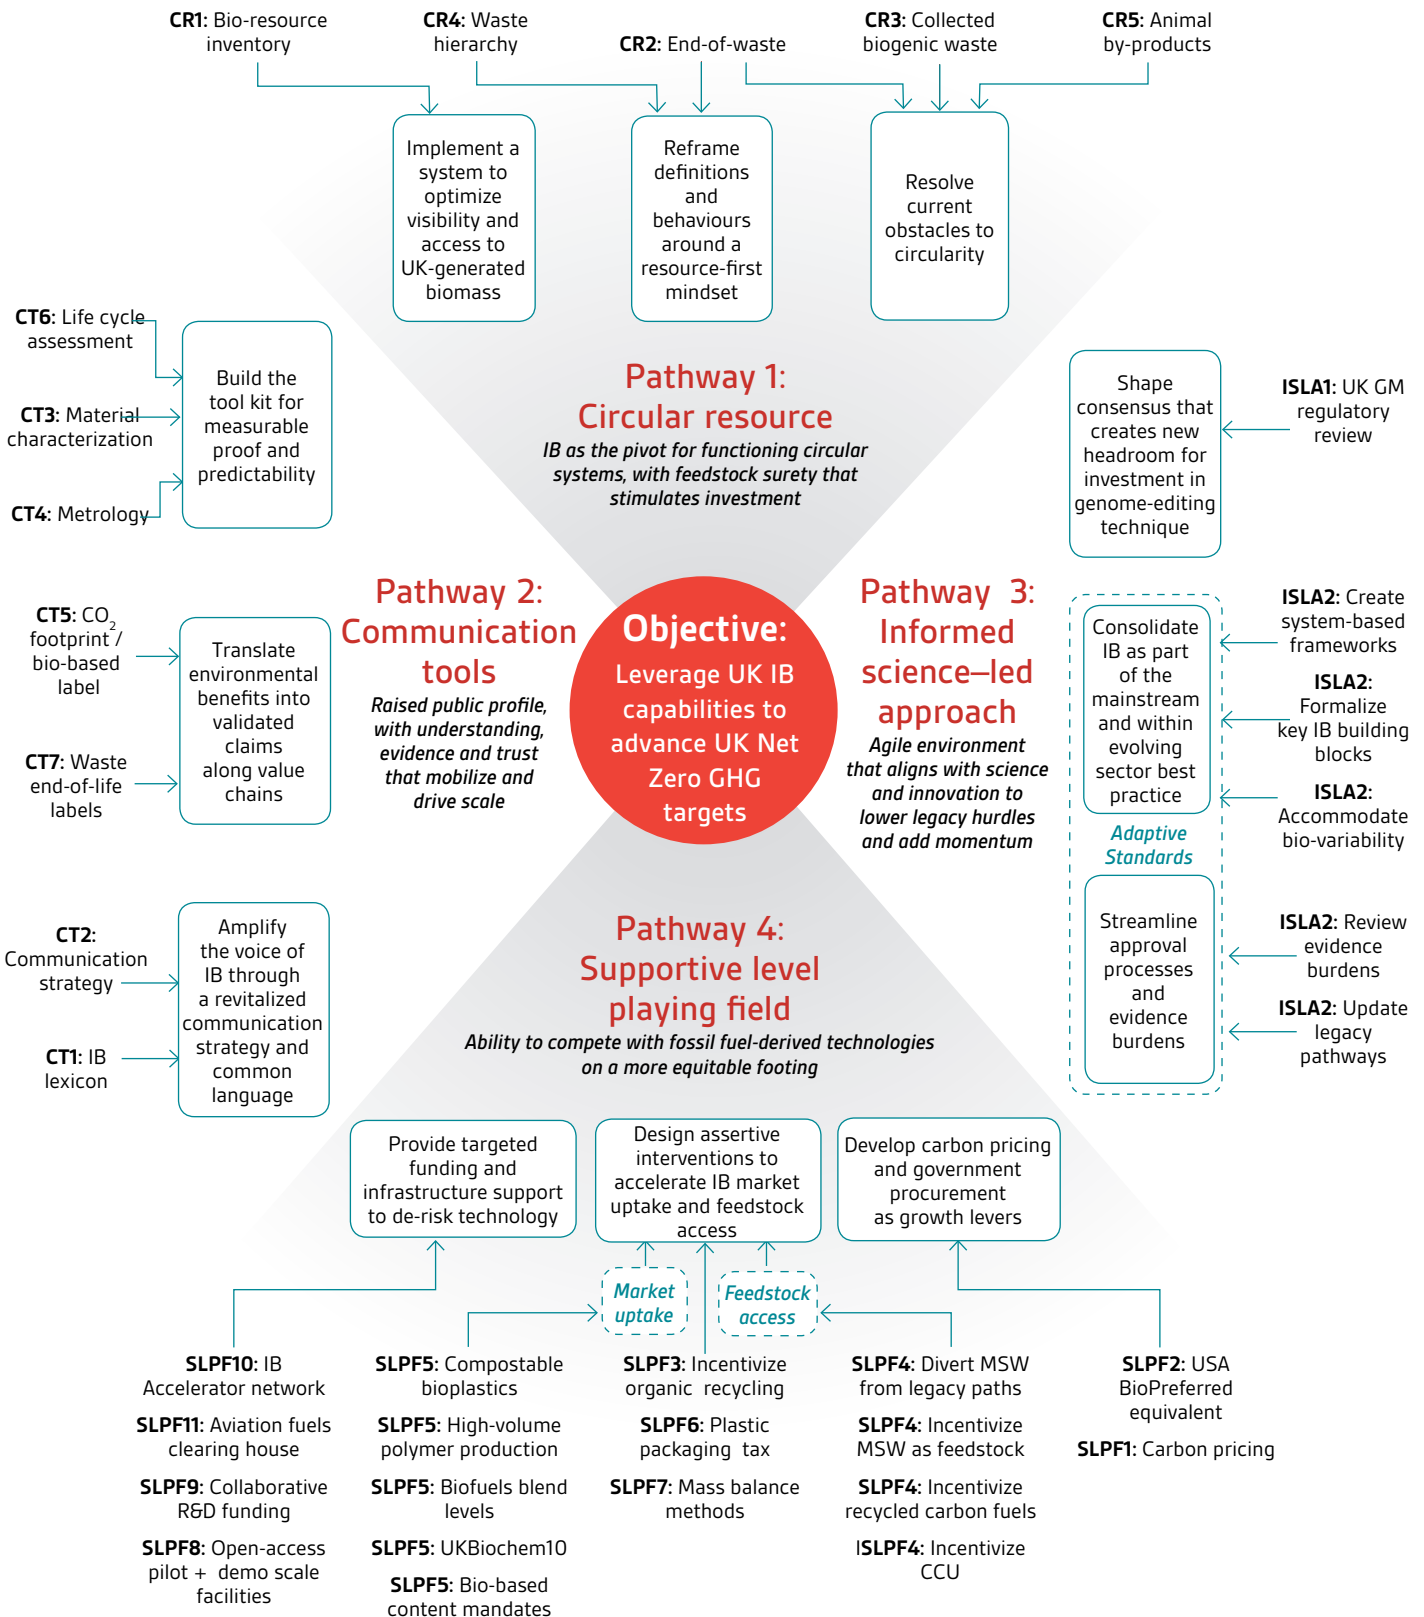 CR1: Bio-resource
inventory
CR4: Waste
hierarchy
CR2: End-of-waste
CR3: Collected
biogenic waste
CR5: Animal
by-products
Implement a
system to
optimize
visibility and
access to
UK-generated
biomass
Reframe
definitions
and
behaviours
around a
resource-first
mindset
Resolve
current
obstacles to
circularity
Pathway 1:
Circular resource
IB as the pivot for functioning circular
systems, with feedstock surety that
stimulates investment
CT6: Life cycle
assessment
CT3: Material
characterization
CT4: Metrology
Build the
tool kit for
measurable
proof and
predictability
CT5: CO2
footprint /
bio-based
label
CT7: Waste
end-of-life
labels
Translate
environmental
benefits into
validated
claims
along value
chains
CT2:
Communication
strategy
CT1: IB
lexicon
Amplify
the voice of
IB through
a revitalized
communication
strategy and
common
language
Pathway 2:
Communication
tools
Raised public profile,
with understanding,
evidence and trust
that mobilize and
drive scale
Objective:
Leverage UK IB
capabilities to
advance UK Net
Zero GHG
targets
Pathway 3:
Informed
science–led
approach
Agile environment
that aligns with science
and innovation to
lower legacy hurdles
and add momentum
Shape
consensus that
creates new
headroom for
investment in
genome-editing
technique
ISLA1: UK GM
regulatory
review
Consolidate
IB as part
of the
mainstream
and within
evolving
sector best
practice
Adaptive
Standards
Streamline
approval
processes
and
evidence
burdens
ISLA2: Create
system-based
frameworks
ISLA2:
Formalize
key IB building
blocks
ISLA2:
Accommodate
bio-variability
ISLA2: Review
evidence
burdens
ISLA2: Update
legacy
pathways
Pathway 4:
Supportive level
playing field
Ability to compete with fossil fuel-derived technologies
on a more equitable footing
Provide targeted
funding and
infrastructure support
to de-risk technology
Design assertive
interventions to
accelerate IB market
uptake and feedstock
access
Develop carbon pricing
and government
procurement
as growth levers
Market
uptake
Feedstock
access
SLPF10: IB
Accelerator network
SLPF11: Aviation fuels
clearing house
SLPF9: Collaborative
R&D funding
SLPF8: Open-access
pilot + demo scale
facilities
SLPF5: Compostable
bioplastics
SLPF5: High-volume
polymer production
SLPF5: Biofuels blend
levels
SLPF5: UKBiochem10
SLPF5: Bio-based
content mandates
SLPF3: Incentivize
organic recycling
SLPF6: Plastic
packaging tax
SLPF7: Mass balance
methods
SLPF4: Divert MSW
from legacy paths
SLPF4: Incentivize
MSW as feedstock
SLPF4: Incentivize
recycled carbon fuels
ISLPF4: Incentivize
CCU
SLPF2: USA
BioPreferred
equivalent
SLPF1: Carbon pricing